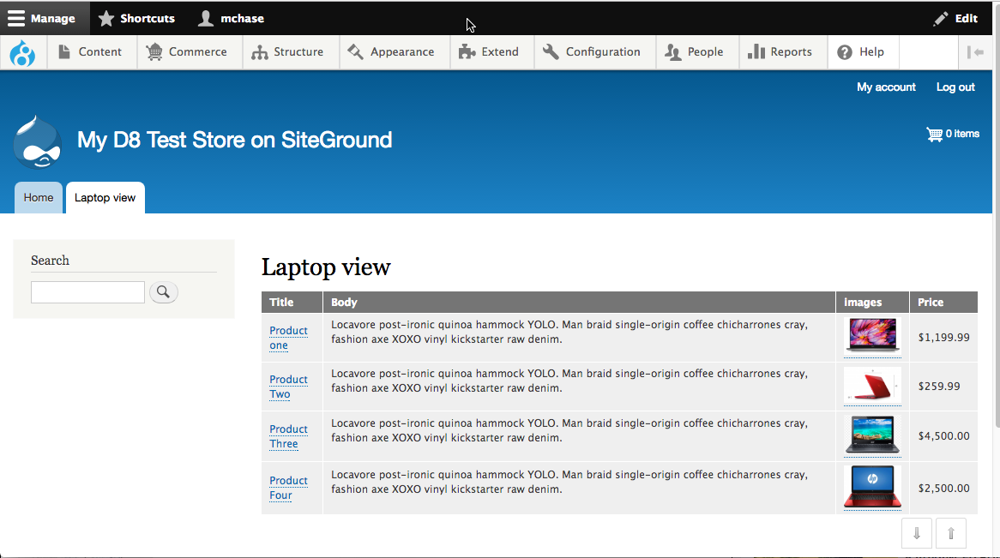 Manage Shortcuts mchase Edit
Content Commerce Structure Appearance Extend Configuration People Reports Help
My account Log out
My D8 Test Store on SiteGround
0 items
Home Laptop view
Search
Laptop view
Title Body images Price
Product one
Locavore post-ironic quinoa hammock YOLO. Man braid single-origin coffee chicharrones cray,
fashion axe XOXO vinyl kickstarter raw denim.
$1,199.99
Product Two
Locavore post-ironic quinoa hammock YOLO. Man braid single-origin coffee chicharrones cray,
fashion axe XOXO vinyl kickstarter raw denim.
$259.99
Product Three
Locavore post-ironic quinoa hammock YOLO. Man braid single-origin coffee chicharrones cray,
fashion axe XOXO vinyl kickstarter raw denim.
$4,500.00
Product Four
Locavore post-ironic quinoa hammock YOLO. Man braid single-origin coffee chicharrones cray,
fashion axe XOXO vinyl kickstarter raw denim.
hp
$2,500.00